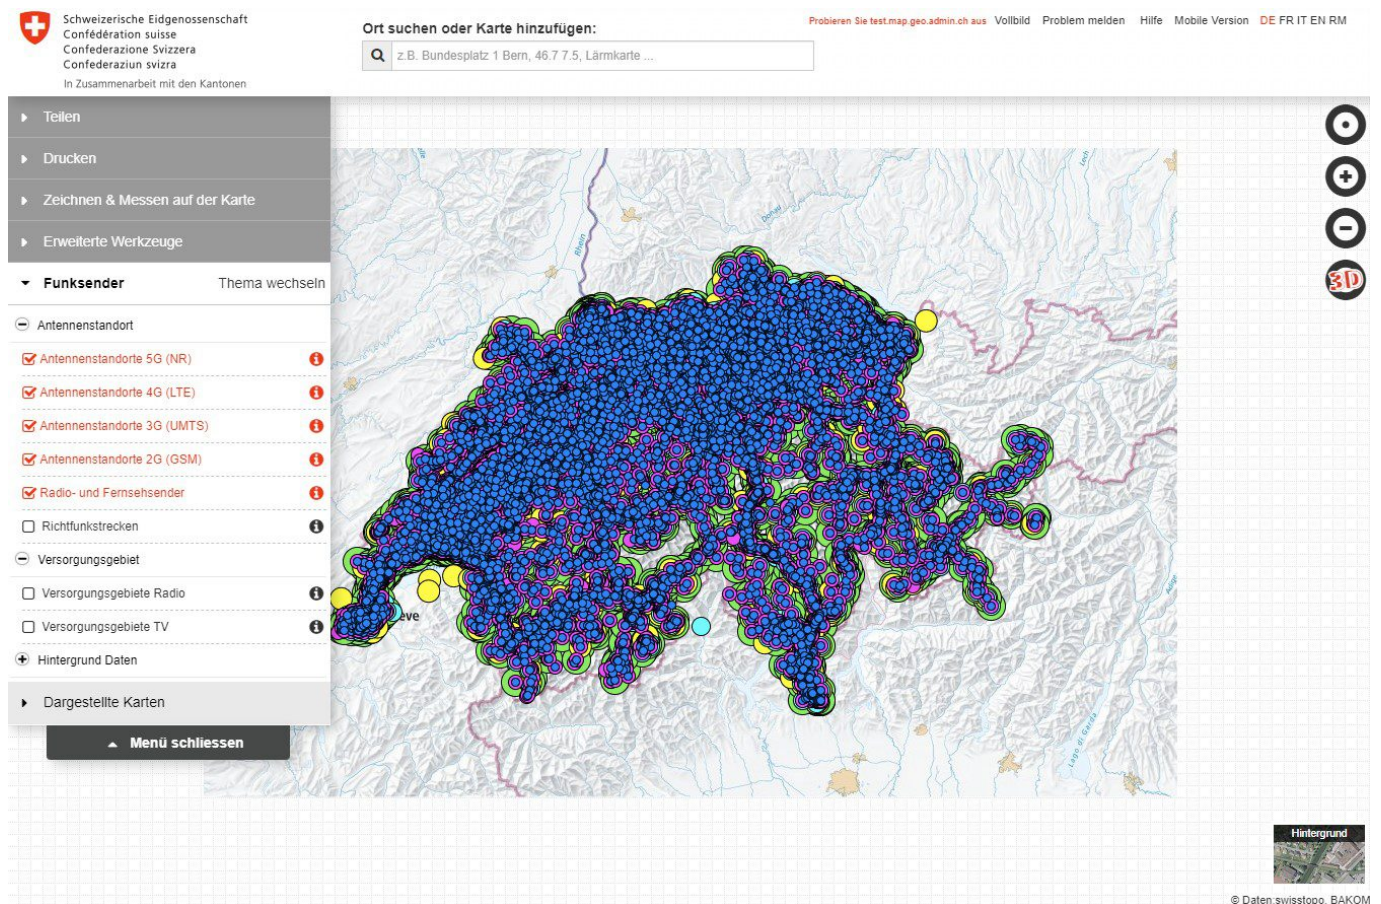 Schweizerische Eidgenossenschaft
Confédération suisse
Confederazione Svizzera
Confederaziun svizra
In Zusammenarbeit mit den Kantonen
Ort suchen oder Karte hinzufügen:
z.B. Bundesplatz 1 Bern, 46.7 7.5, Lärmkarte ...
Probieren Sie test.map.geo.admin.ch aus Vollbild Problem melden Hilfe Mobile Version DE FR IT EN RM
Teilen
Drucken
Zeichnen & Messen auf der Karte
Erweiterte Werkzeuge
Funksender Thema wechseln
Antennenstandort
Antennenstandorte 5G (NR)
Antennenstandorte 4G (LTE)
Antennenstandorte 3G (UMTS)
Antennenstandorte 2G (GSM)
Radio- und Fernsehsender
Richtfunkstrecken
Versorgungsgebiet
Versorgungsgebiete Radio
Versorgungsgebiete TV
Hintergrund Daten
Dargestellte Karten
Menü schliessen
3D
Rhein
Donau
Lech
eve
Adige
Lago di Garda
Hintergrund
© Daten:swisstopo, BAKOM